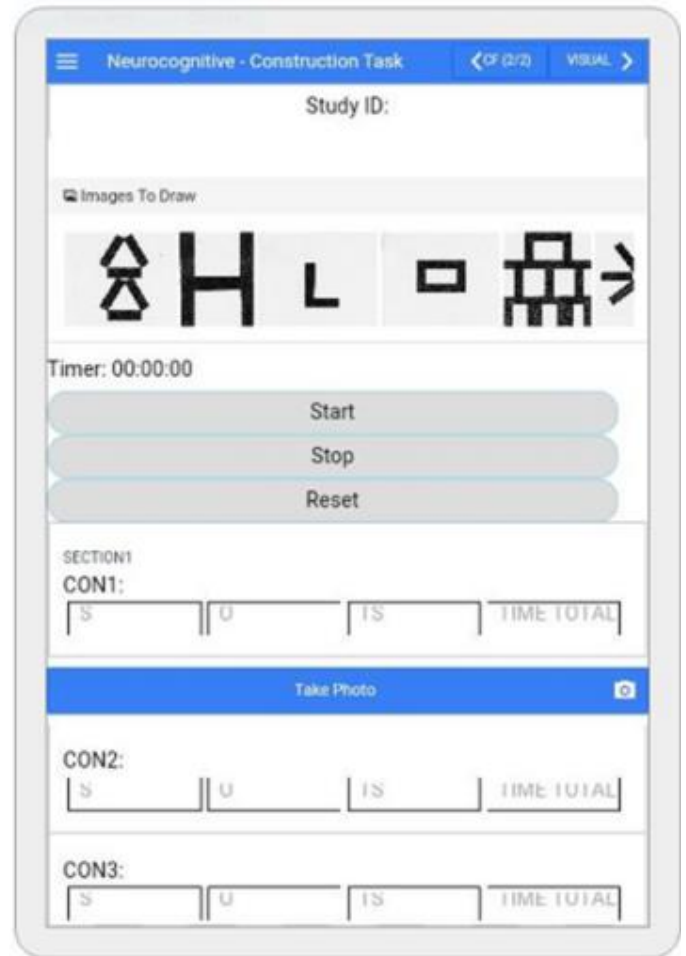 Neurocognitive - Construction Task
CF (2/2)
VISUAL
Study ID:
Images To Draw
Timer: 00:00:00
Start
Stop
Reset
SECTION1
CON1:
S O TS TIME TOTAL
Take Photo
CON2:
S O TS TIME TOTAL
CON3:
S O TS TIME TOTAL